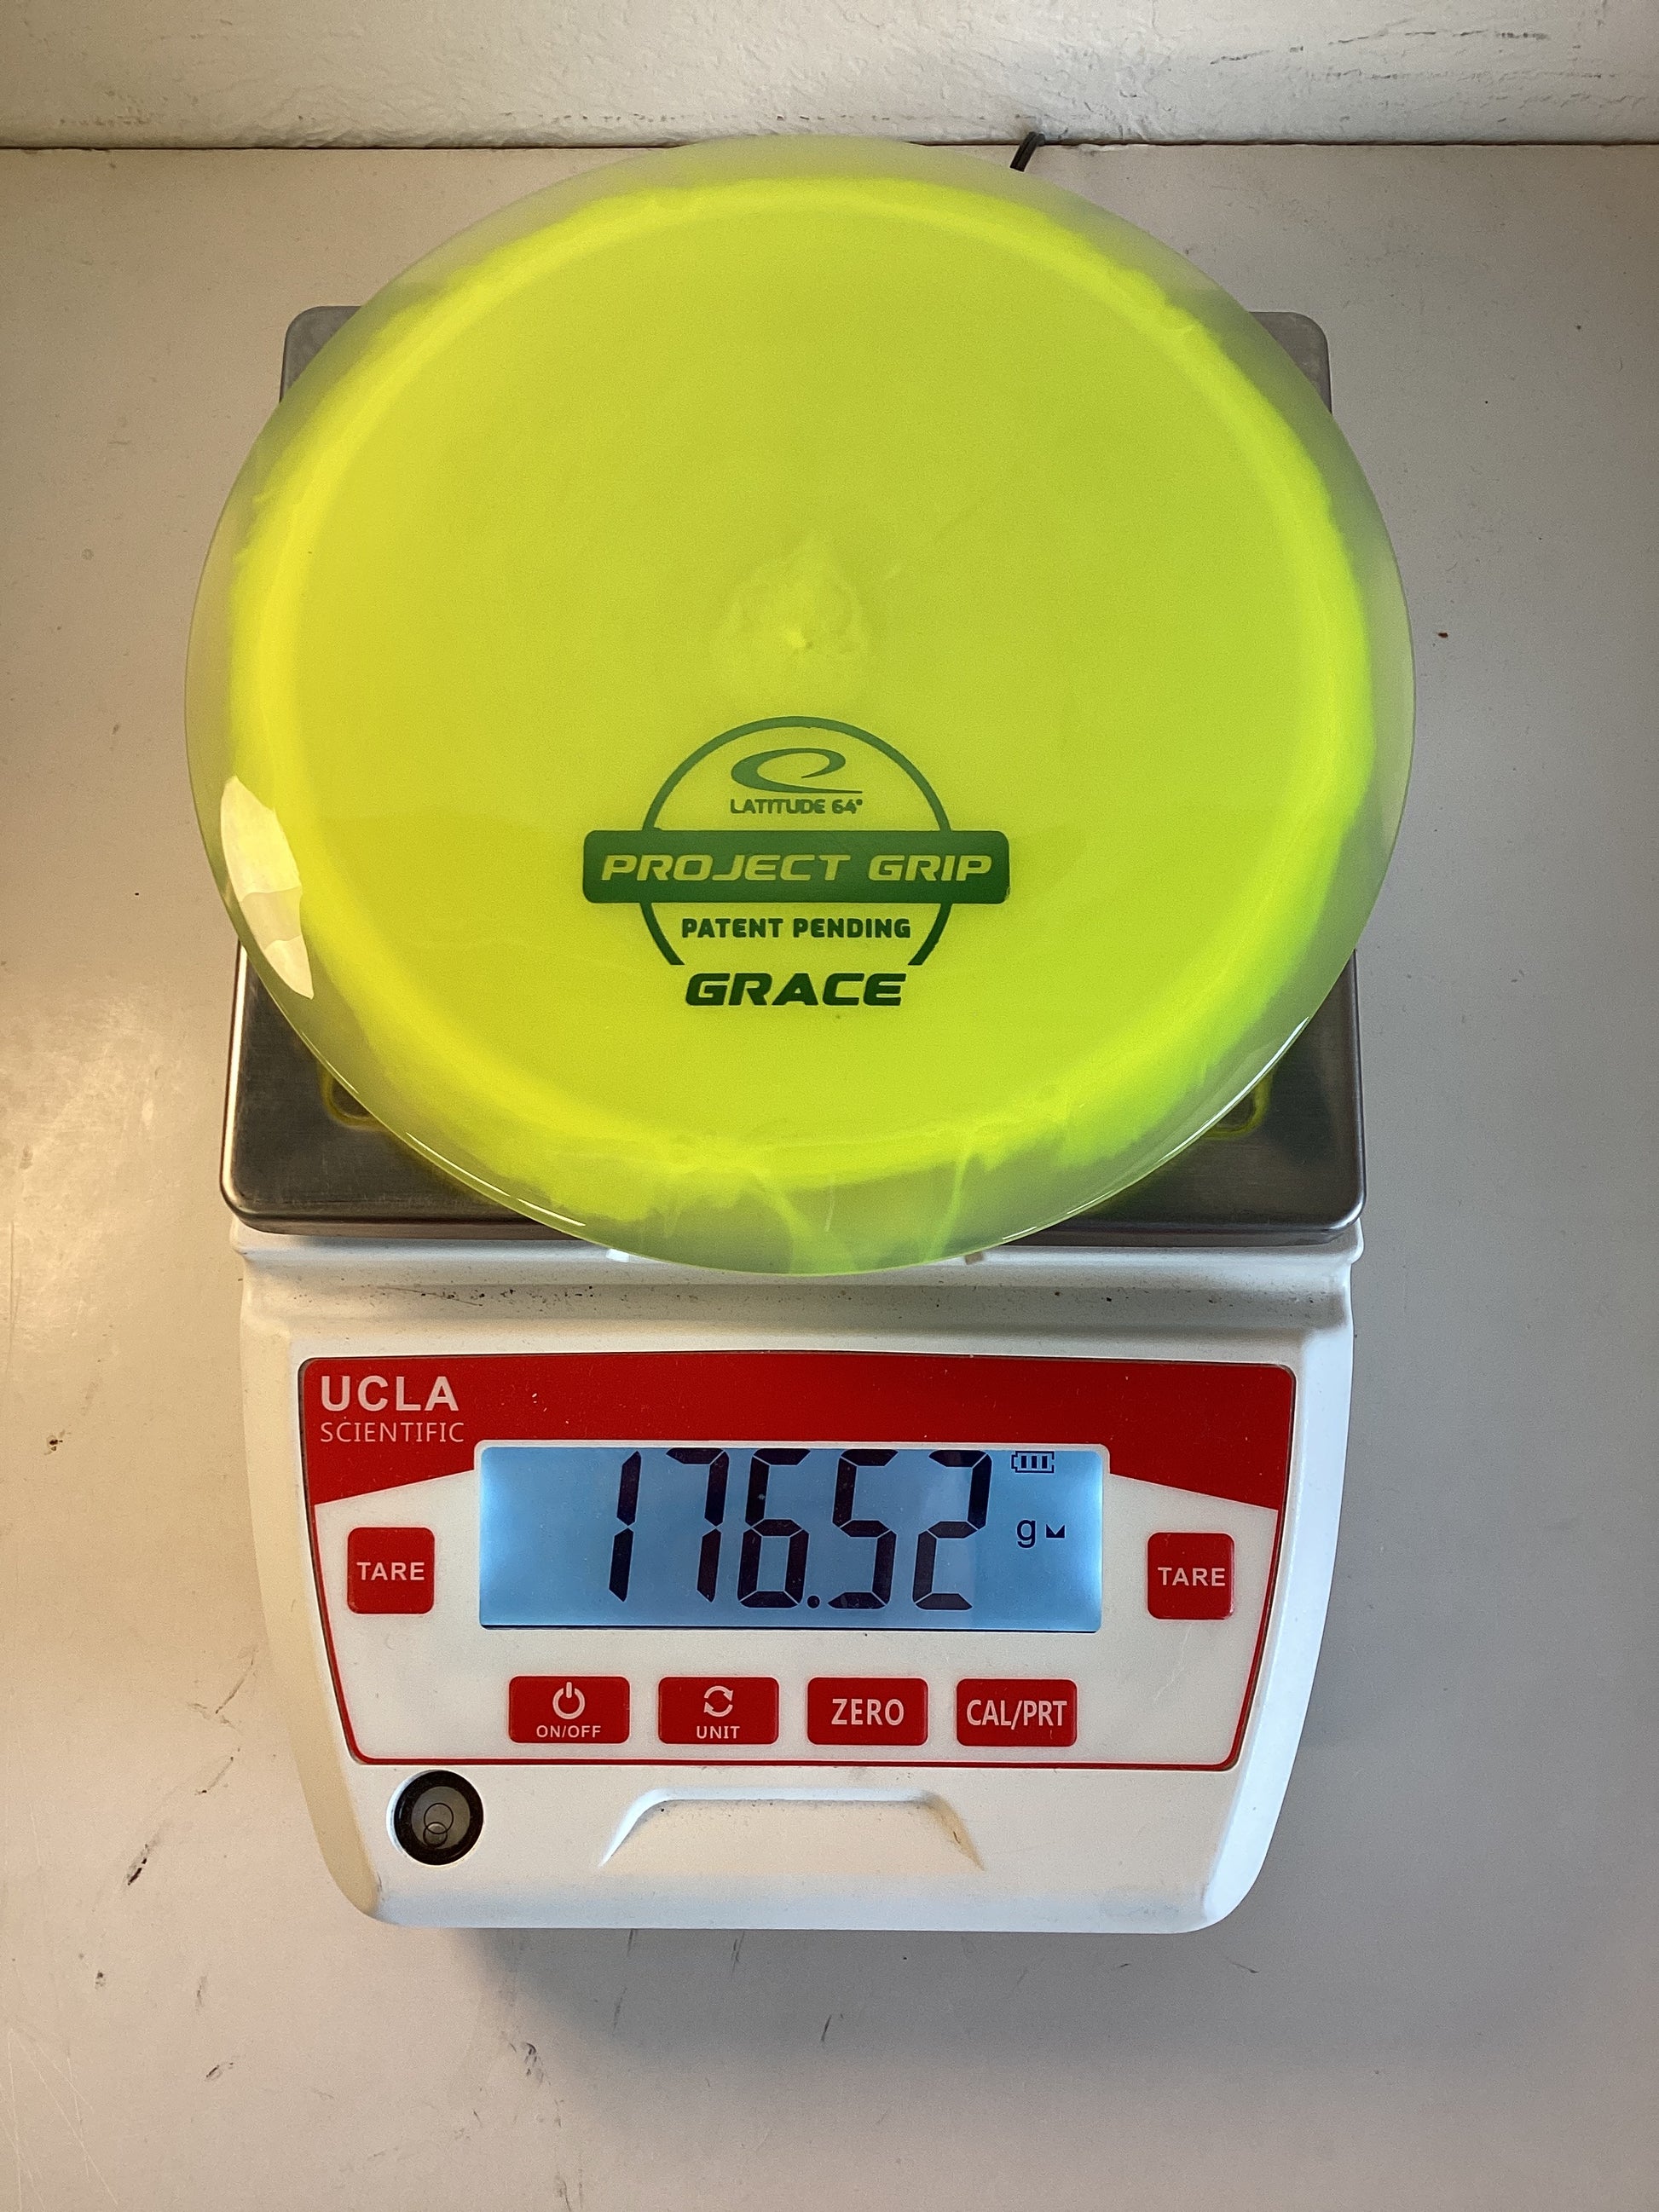 LATITUDE 64°
PROJECT GRIP
PATENT PENDING
GRACE
UCLA
SCIENTIFIC
176.52 g
TARE
TARE
ON/OFF
UNIT
ZERO
CAL/PRT